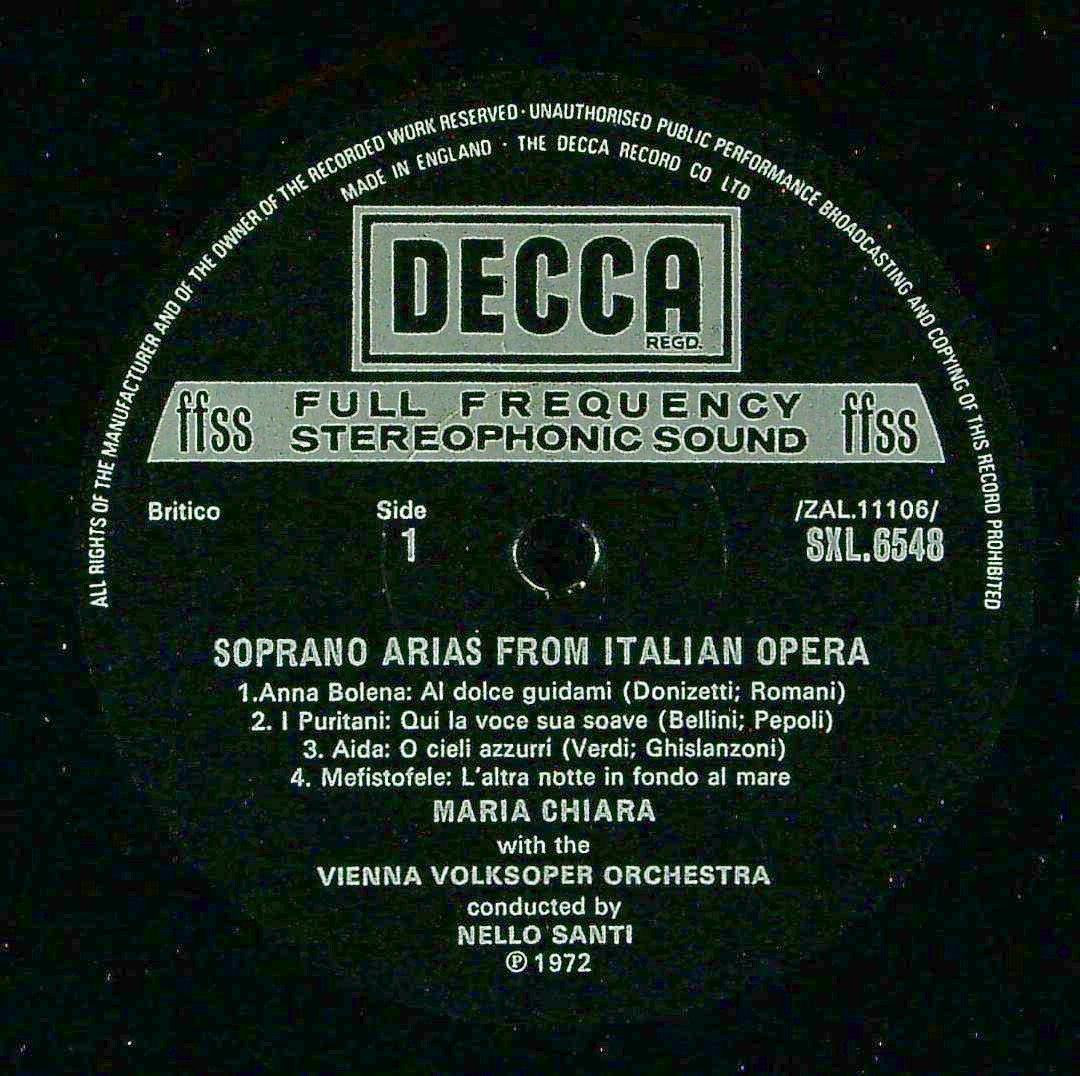 ALL RIGHTS OF THE MANUFACTURER AND OF THE OWNER OF THE RECORDED WORK RESERVED · UNAUTHORISED PUBLIC PERFORMANCE BROADCASTING AND COPYING OF THIS RECORD PROHIBITED
MADE IN ENGLAND · THE DECCA RECORD CO LTD
DECCA
REGD.
ffss FULL FREQUENCY ffss
STEREOPHONIC SOUND
Britico Side /ZAL.11106/
1 SXL.6548
SOPRANO ARIAS FROM ITALIAN OPERA
1.Anna Bolena: Al dolce guidami (Donizetti; Romani)
2. I Puritani: Qui la voce sua soave (Bellini; Pepoli)
3. Aida: O cieli azzurri (Verdi; Ghislanzoni)
4. Mefistofele: L'altra notte in fondo al mare
MARIA CHIARA
with the
VIENNA VOLKSOPER ORCHESTRA
conducted by
NELLO SANTI
℗ 1972